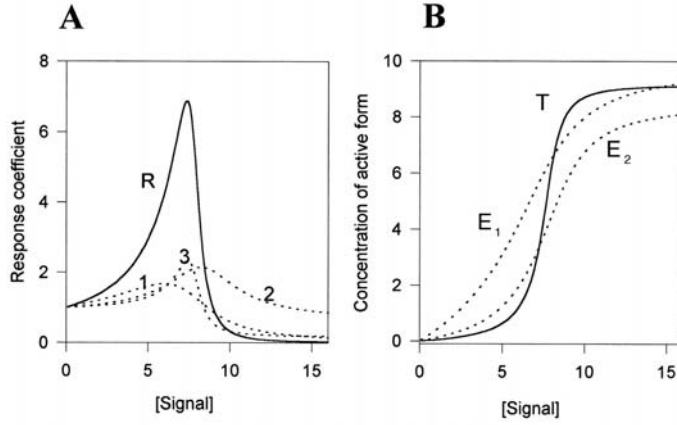 A
8
6
4
2
0
Response coefficient
R
1
3
2
0
5
10
15
[Signal]
B
10
8
6
4
2
0
Concentration of active form
T
E1
E2
0
5
10
15
[Signal]